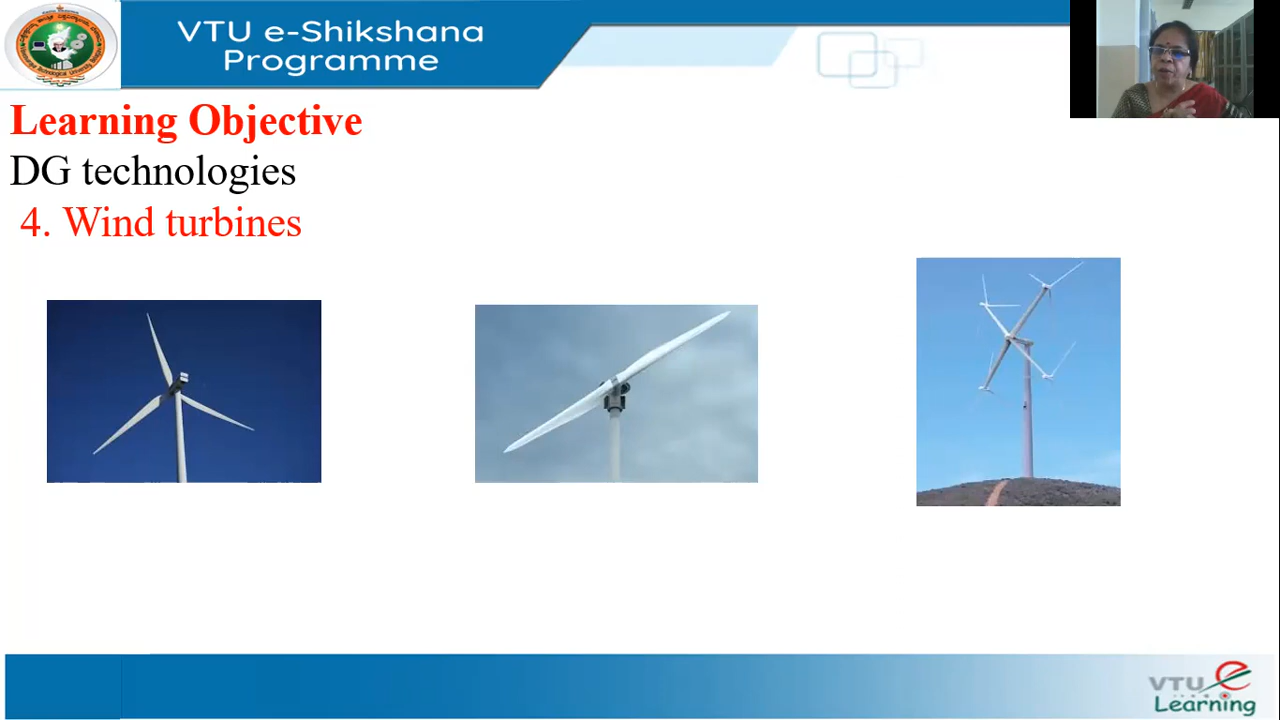 VTU e-Shikshana
Programme
Learning Objective
DG technologies
4. Wind turbines
VTU e
Learning